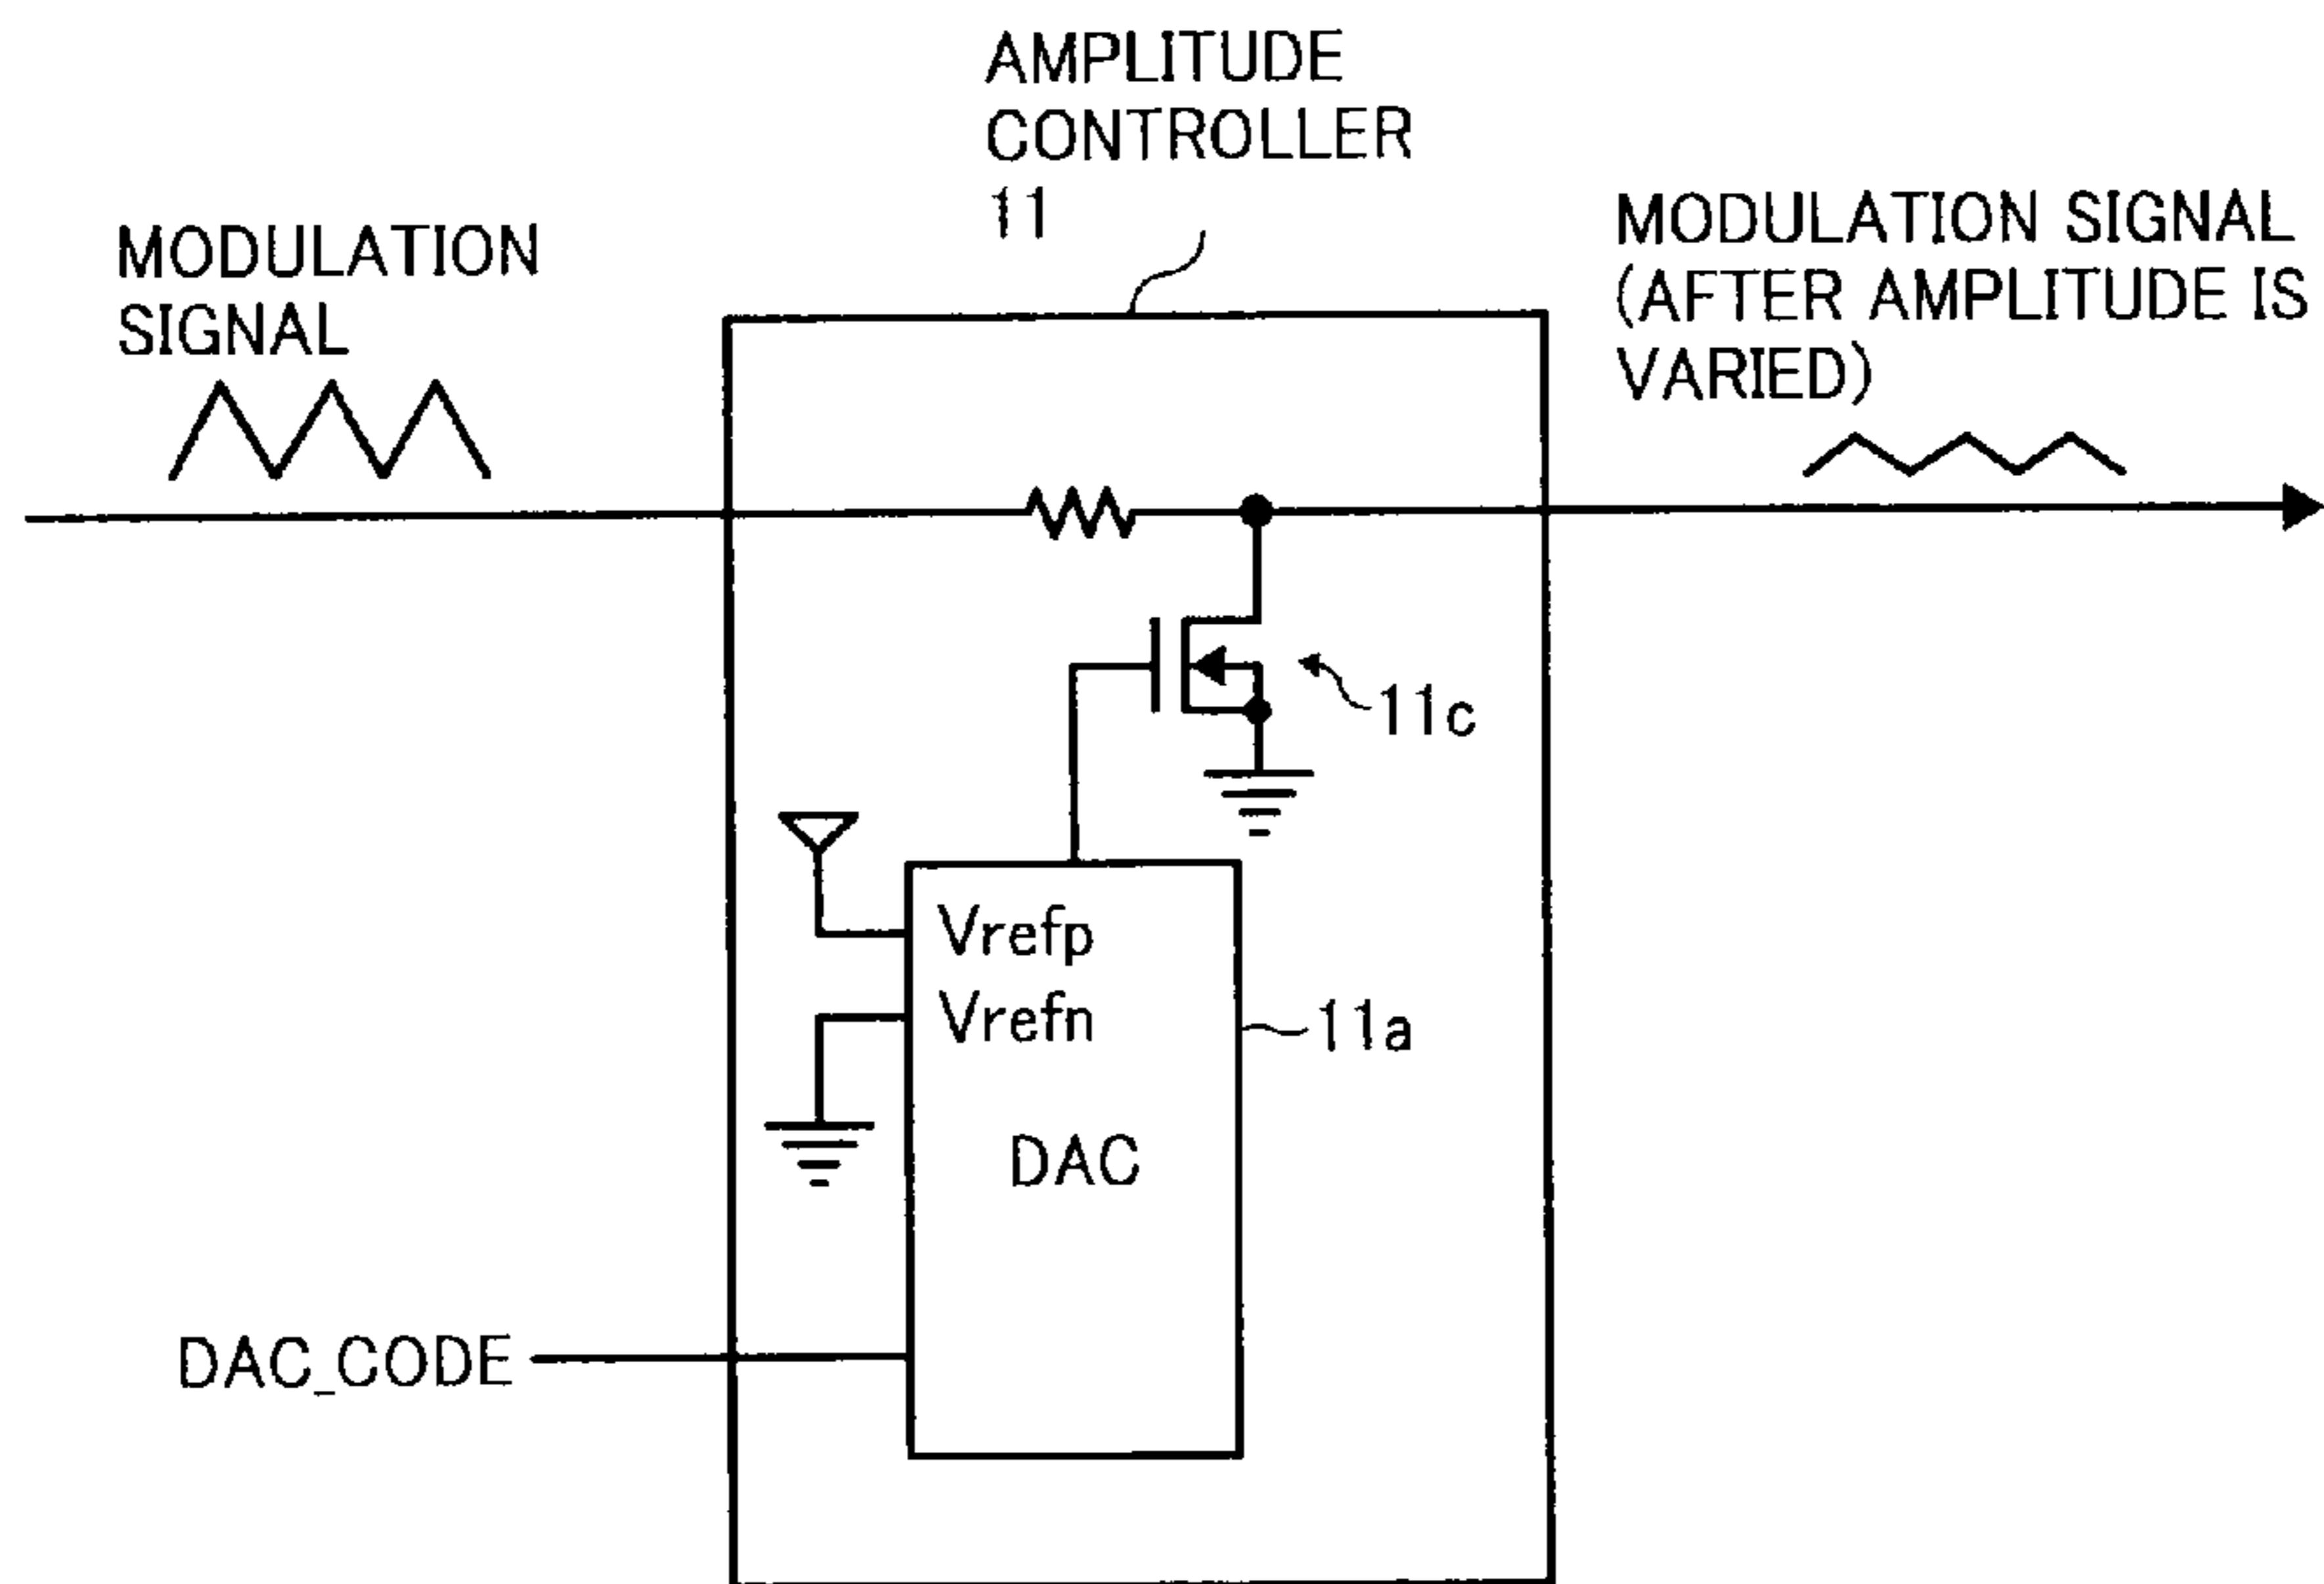 AMPLITUDE
CONTROLLER
11
MODULATION
SIGNAL
MODULATION SIGNAL
(AFTER AMPLITUDE IS
VARIED)
11c
Vrefp
Vrefn
11a
DAC
DAC_CODE